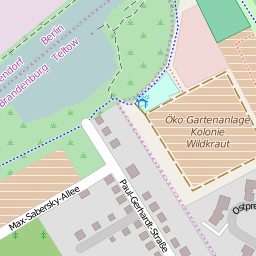 Berlin
Teltow
Brandenburg
Öko Gartenanlage
Kolonie
Wildkraut
Max-Sabersky-Allee
Paul-Gerhardt-Straße